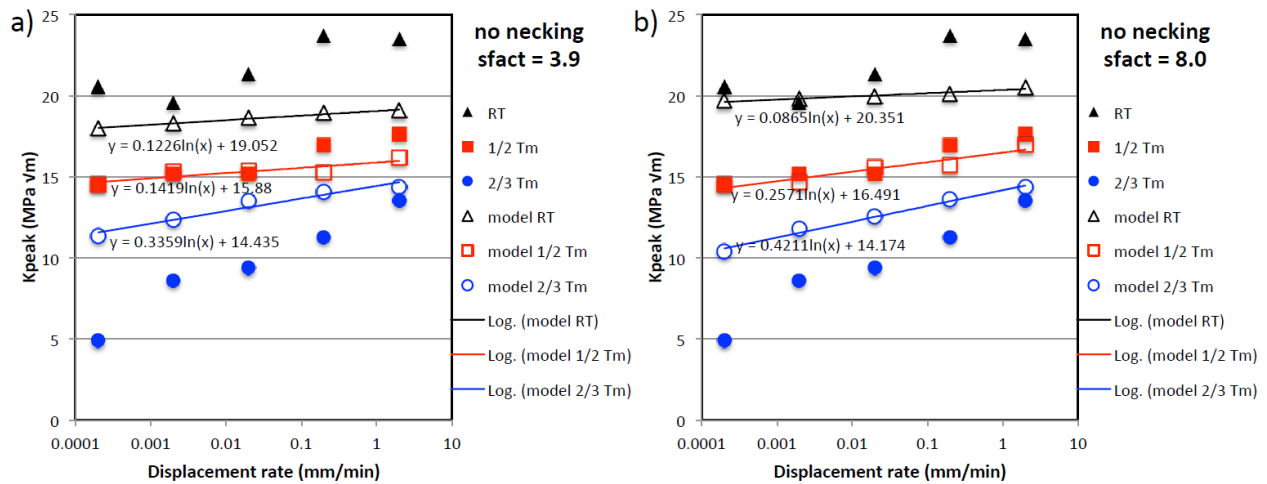 a)
25
20
15
10
5
0
Kpeak (MPa √m)
0.0001
0.001
0.01
0.1
1
10
Displacement rate (mm/min)
y = 0.1226ln(x) + 19.052
y = 0.1419ln(x) + 15.88
y = 0.3359ln(x) + 14.435
no necking
sfact = 3.9
RT
1/2 Tm
2/3 Tm
model RT
model 1/2 Tm
model 2/3 Tm
Log. (model RT)
Log. (model 1/2 Tm)
Log. (model 2/3 Tm)
b)
25
20
15
10
5
0
Kpeak (MPa √m)
0.0001
0.001
0.01
0.1
1
10
Displacement rate (mm/min)
y = 0.0865ln(x) + 20.351
y = 0.2571ln(x) + 16.491
y = 0.4211ln(x) + 14.174
no necking
sfact = 8.0
RT
1/2 Tm
2/3 Tm
model RT
model 1/2 Tm
model 2/3 Tm
Log. (model RT)
Log. (model 1/2 Tm)
Log. (model 2/3 Tm)